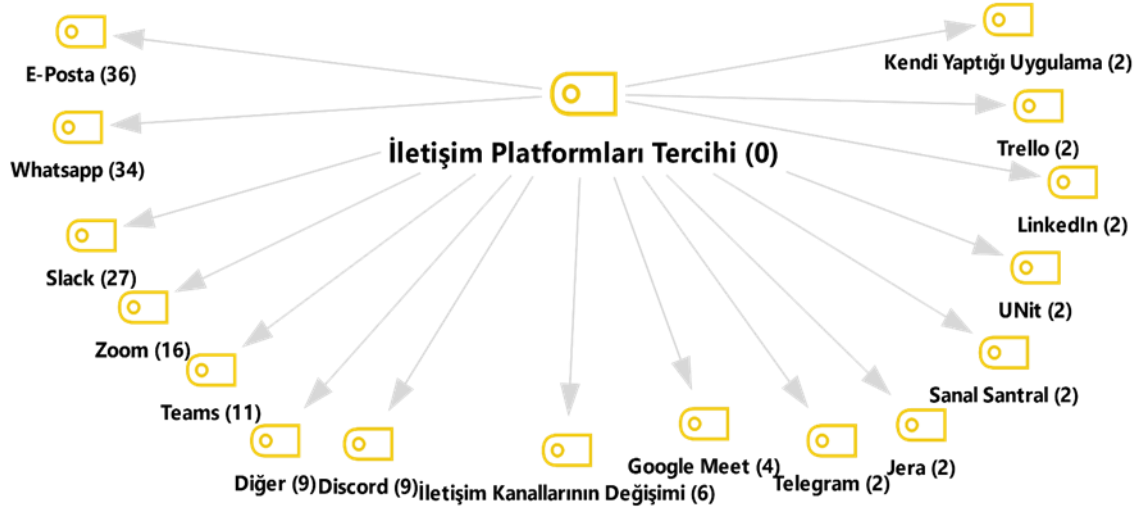 E-Posta (36)
Whatsapp (34)
Slack (27)
Zoom (16)
Teams (11)
Diğer (9)
Discord (9)
İletişim Platformları Tercihi (0)
İletişim Kanallarının Değişimi (6)
Google Meet (4)
Telegram (2)
Jera (2)
Sanal Santral (2)
UNit (2)
LinkedIn (2)
Trello (2)
Kendi Yaptığı Uygulama (2)